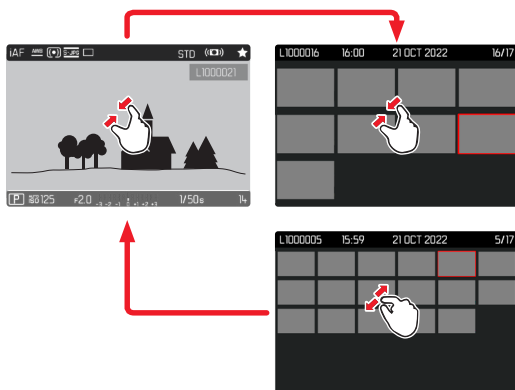 iAF AWB STD
L1000021
P AUTO ISO 125 F2.0 -3 -2 -1 0 +1 +2 +3 1/50s 14
L1000016 16:00 21 OCT 2022 16/17
L1000005 15:59 21 OCT 2022 5/17